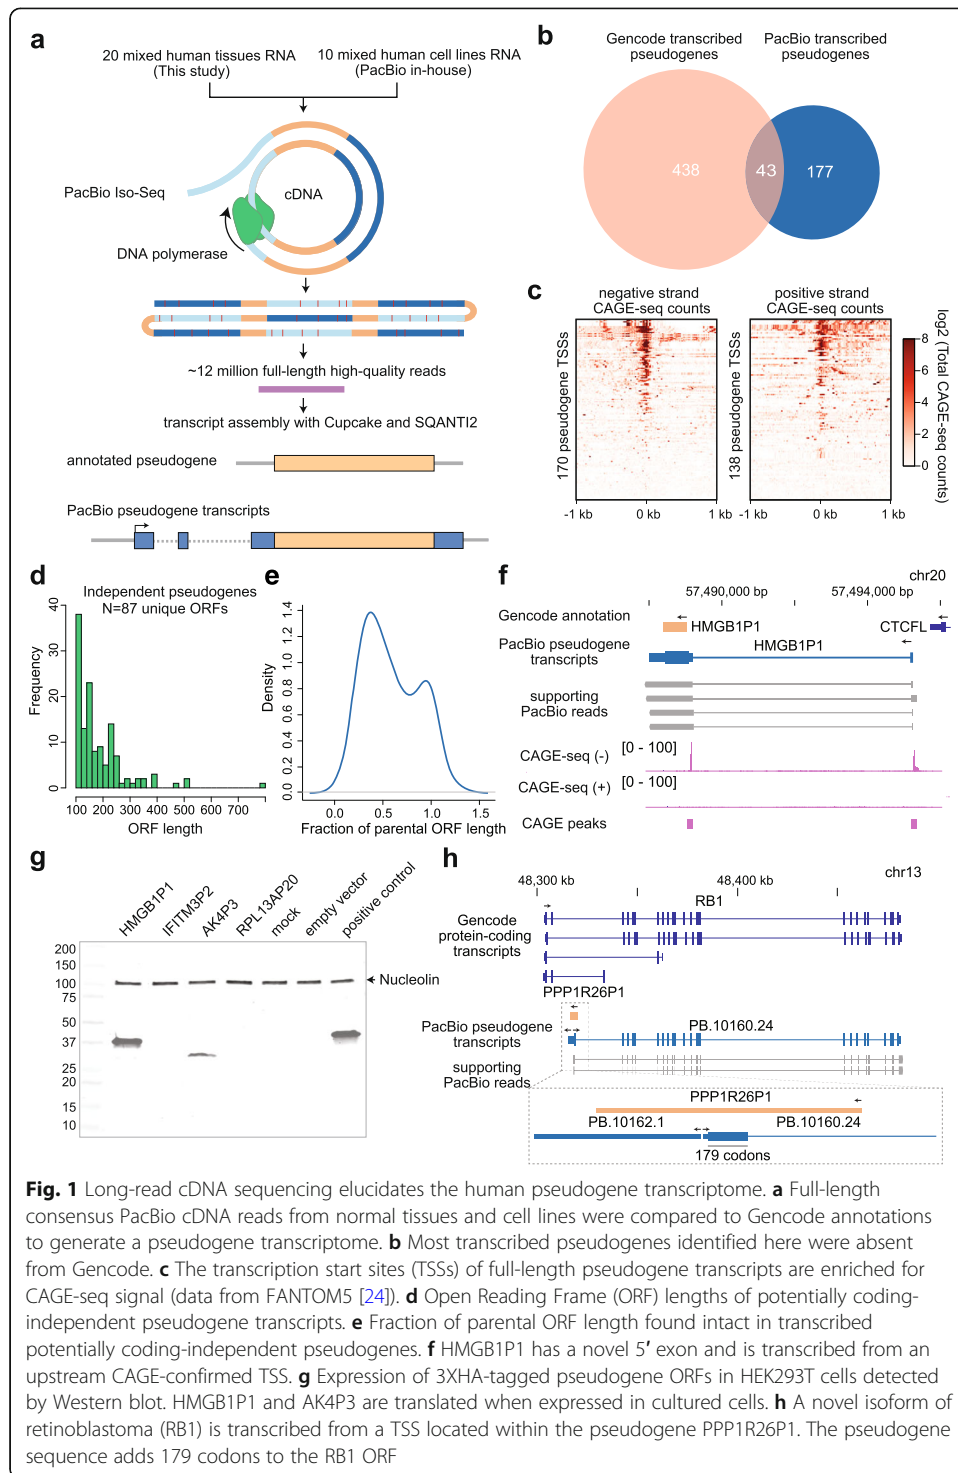 a
20 mixed human tissues RNA
(This study)
10 mixed human cell lines RNA
(PacBio in-house)
PacBio Iso-Seq
cDNA
DNA polymerase
~12 million full-length high-quality reads
transcript assembly with Cupcake and SQANTI2
annotated pseudogene
PacBio pseudogene transcripts
b
Gencode transcribed
pseudogenes
PacBio transcribed
pseudogenes
438
43
177
c
negative strand
CAGE-seq counts
positive strand
CAGE-seq counts
170 pseudogene TSSs
138 pseudogene TSSs
-1 kb
0 kb
1 kb
-1 kb
0 kb
1 kb
8
6
4
2
0
log2 (Total CAGE-seq counts)
d
Independent pseudogenes
N=87 unique ORFs
Frequency
40
30
20
10
0
100
300
500
700
ORF length
e
Density
1.4
1.2
1.0
0.8
0.6
0.4
0.2
0.0
0.0
0.5
1.0
1.5
Fraction of parental ORF length
f
chr20
57,490,000 bp
57,494,000 bp
Gencode annotation
HMGB1P1
CTCFL
PacBio pseudogene
transcripts
HMGB1P1
supporting
PacBio reads
CAGE-seq (-)
[0 - 100]
CAGE-seq (+)
[0 - 100]
CAGE peaks
g
HMGB1P1
IFITM3P2
AK4P3
RPL13AP20
mock
empty vector
positive control
200
150
100
75
50
37
25
20
15
10
Nucleolin
h
chr13
48,300 kb
48,400 kb
RB1
Gencode
protein-coding
transcripts
PPP1R26P1
PacBio pseudogene
transcripts
PB.10160.24
supporting
PacBio reads
PPP1R26P1
PB.10162.1
PB.10160.24
179 codons
Fig. 1 Long-read cDNA sequencing elucidates the human pseudogene transcriptome. a Full-length
consensus PacBio cDNA reads from normal tissues and cell lines were compared to Gencode annotations
to generate a pseudogene transcriptome. b Most transcribed pseudogenes identified here were absent
from Gencode. c The transcription start sites (TSSs) of full-length pseudogene transcripts are enriched for
CAGE-seq signal (data from FANTOM5 [24]). d Open Reading Frame (ORF) lengths of potentially coding-
independent pseudogene transcripts. e Fraction of parental ORF length found intact in transcribed
potentially coding-independent pseudogenes. f HMGB1P1 has a novel 5′ exon and is transcribed from an
upstream CAGE-confirmed TSS. g Expression of 3XHA-tagged pseudogene ORFs in HEK293T cells detected
by Western blot. HMGB1P1 and AK4P3 are translated when expressed in cultured cells. h A novel isoform of
retinoblastoma (RB1) is transcribed from a TSS located within the pseudogene PPP1R26P1. The pseudogene
sequence adds 179 codons to the RB1 ORF